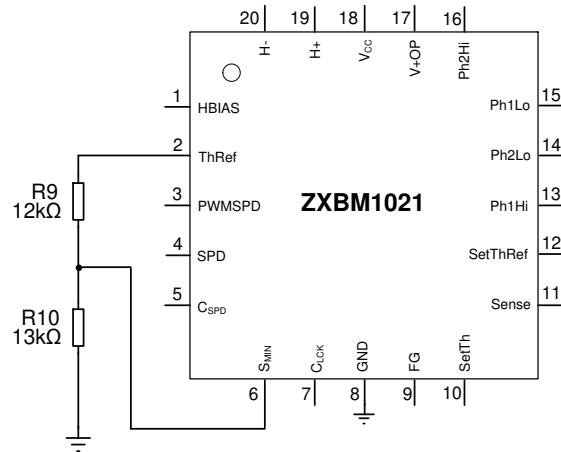 20 19 18 17 16
H- H+ VCC V+OP Ph2Hi
1 HBIAS Ph1Lo 15
2 ThRef Ph2Lo 14
R9
12kΩ
3 PWMSPD ZXBM1021 Ph1Hi 13
4 SPD SetThRef 12
5 CSPD Sense 11
R10
13kΩ
SMIN CLCK GND FG SetTh
6 7 8 9 10